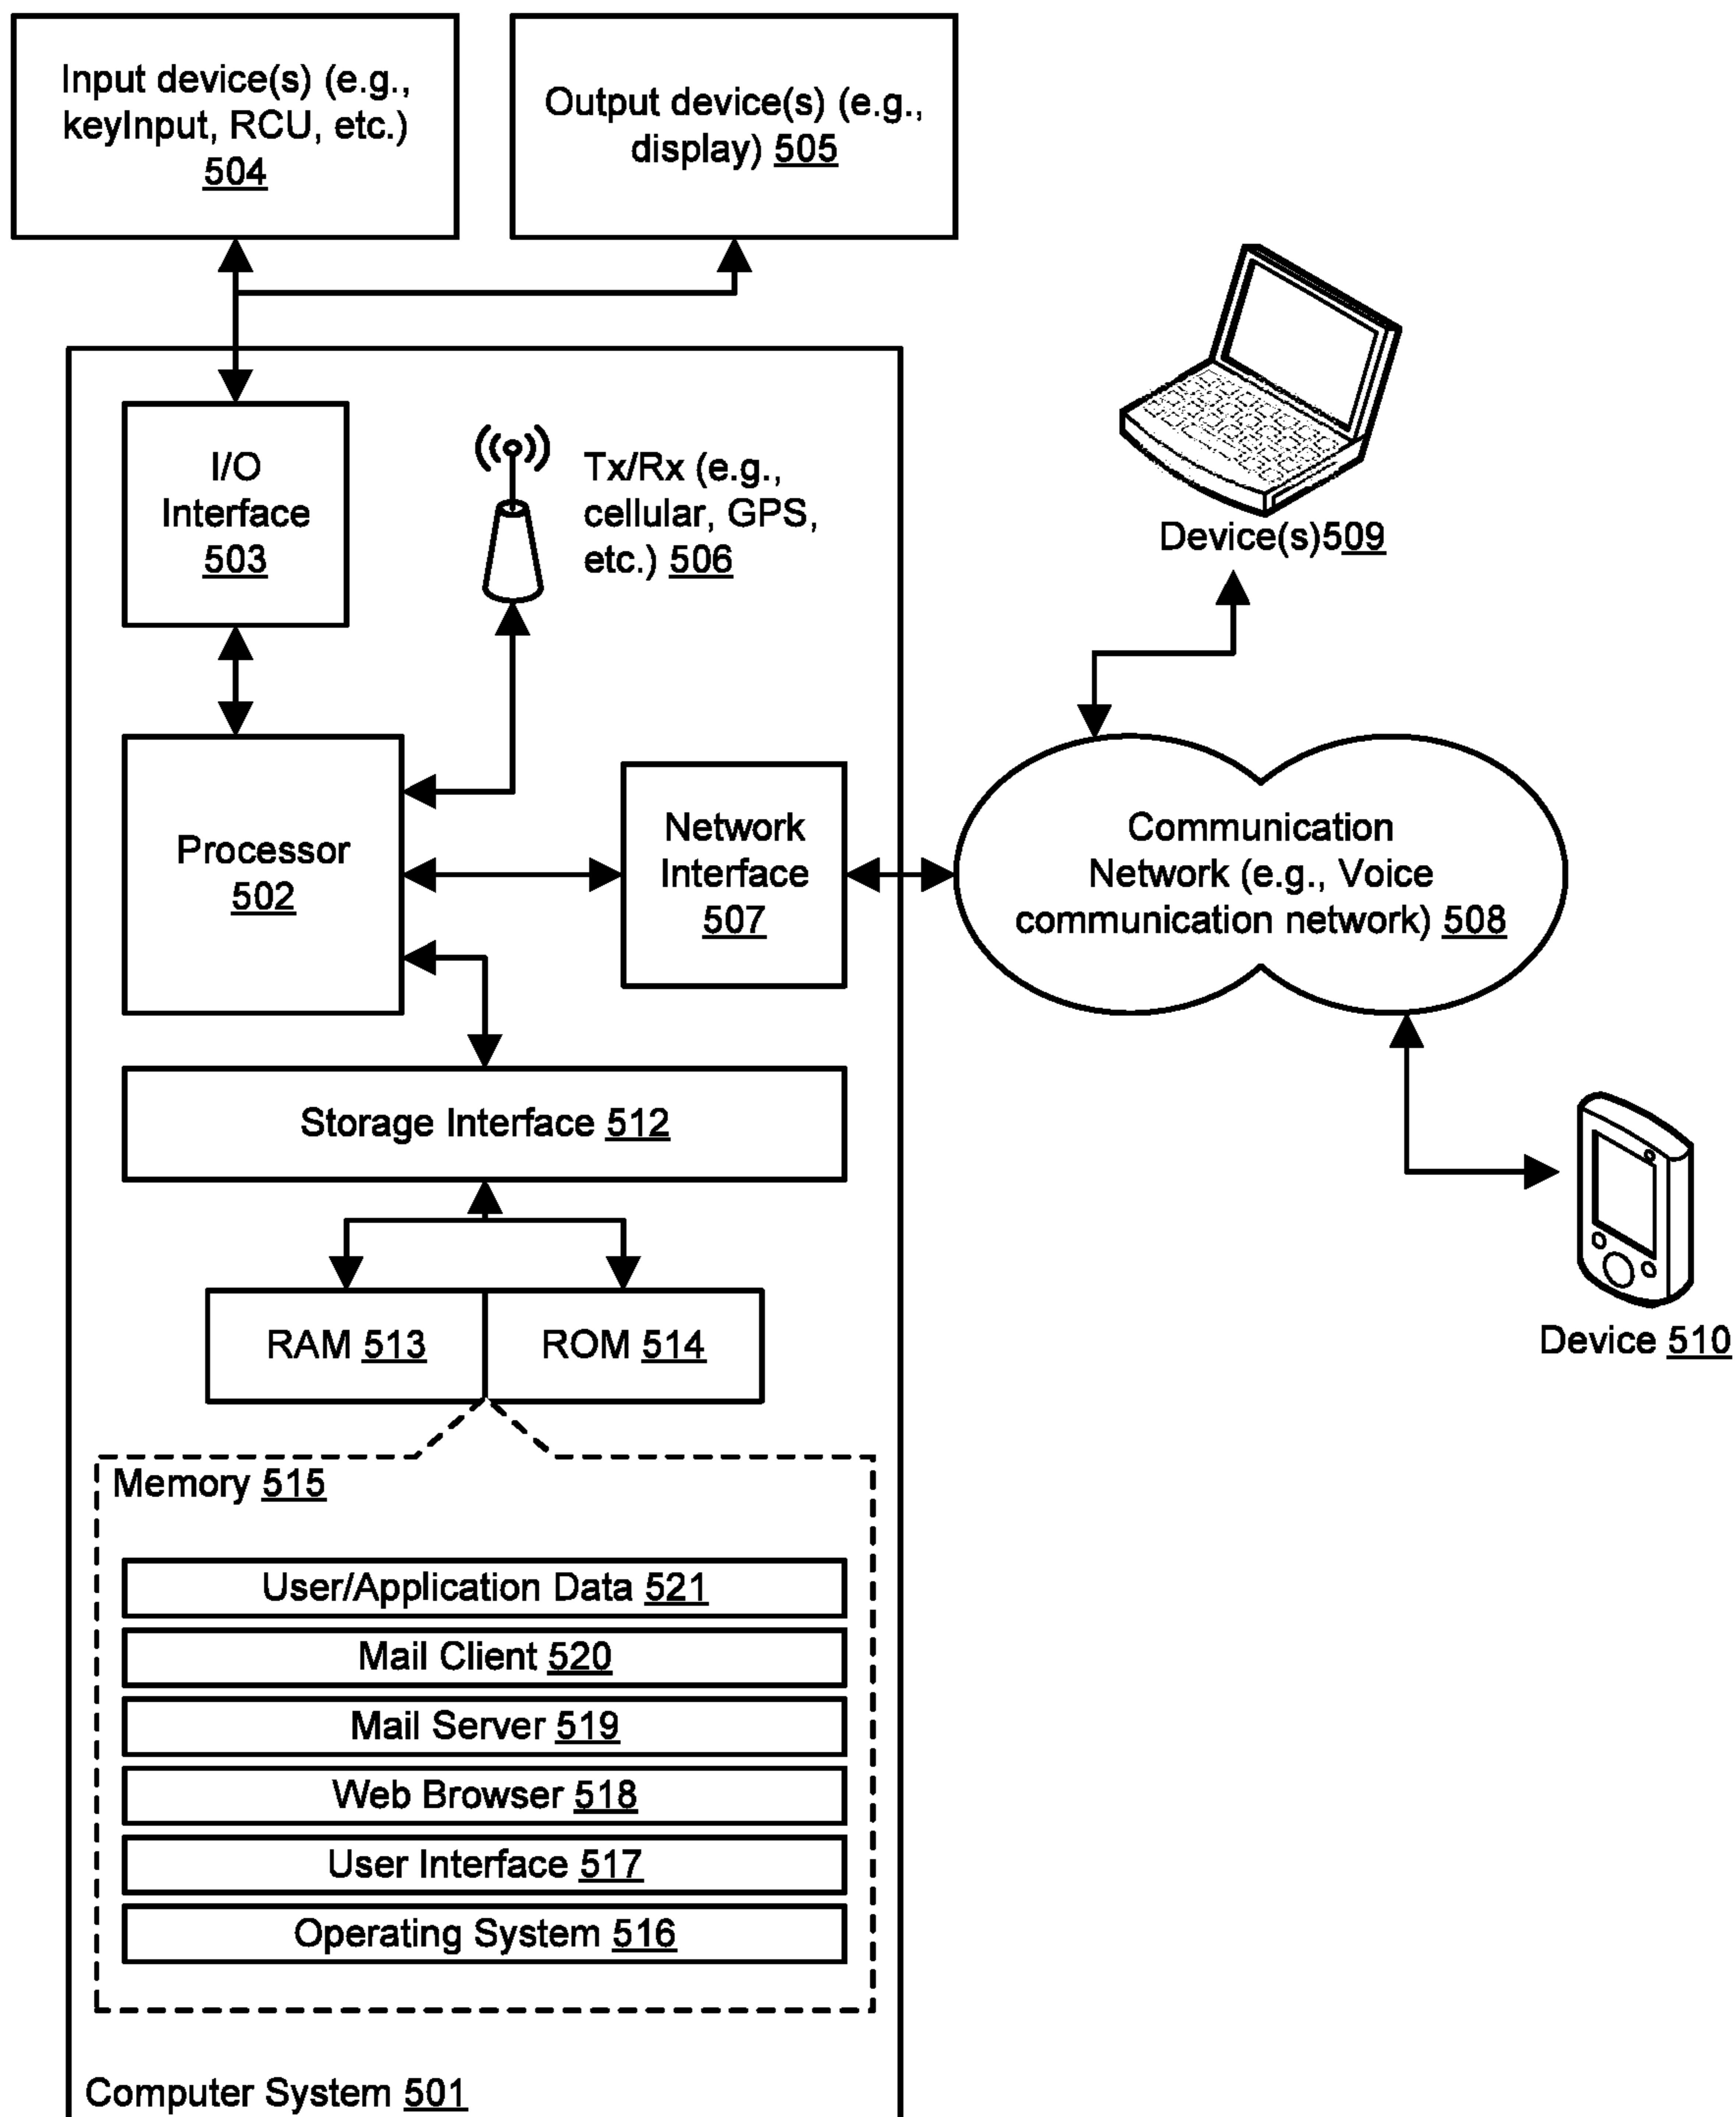 Input device(s) (e.g.,
keyInput, RCU, etc.)
504
Output device(s) (e.g.,
display) 505
I/O
Interface
503
Tx/Rx (e.g.,
cellular, GPS,
etc.) 506
Device(s)509
Processor
502
Network
Interface
507
Communication
Network (e.g., Voice
communication network) 508
Storage Interface 512
RAM 513
ROM 514
Device 510
Memory 515
User/Application Data 521
Mail Client 520
Mail Server 519
Web Browser 518
User Interface 517
Operating System 516
Computer System 501